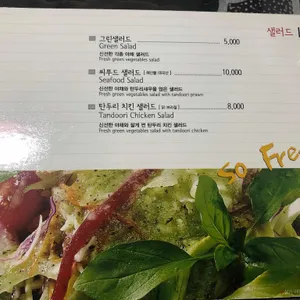 샐러드
그린샐러드 5,000
Green Salad
신선한 각종 야채 샐러드
Fresh green vegetables salad
씨푸드 샐러드 10,000
Seafood Salad
신선한 야채와 탄두리새우를 얹은 샐러드
Fresh green vegetables salad with tandoori prawn
탄두리 치킨 샐러드 8,000
Tandoori Chicken Salad
신선한 야채와 잘게 썬 탄두리 치킨 샐러드
Fresh green vegetables salad with tandoori chicken
So Fre